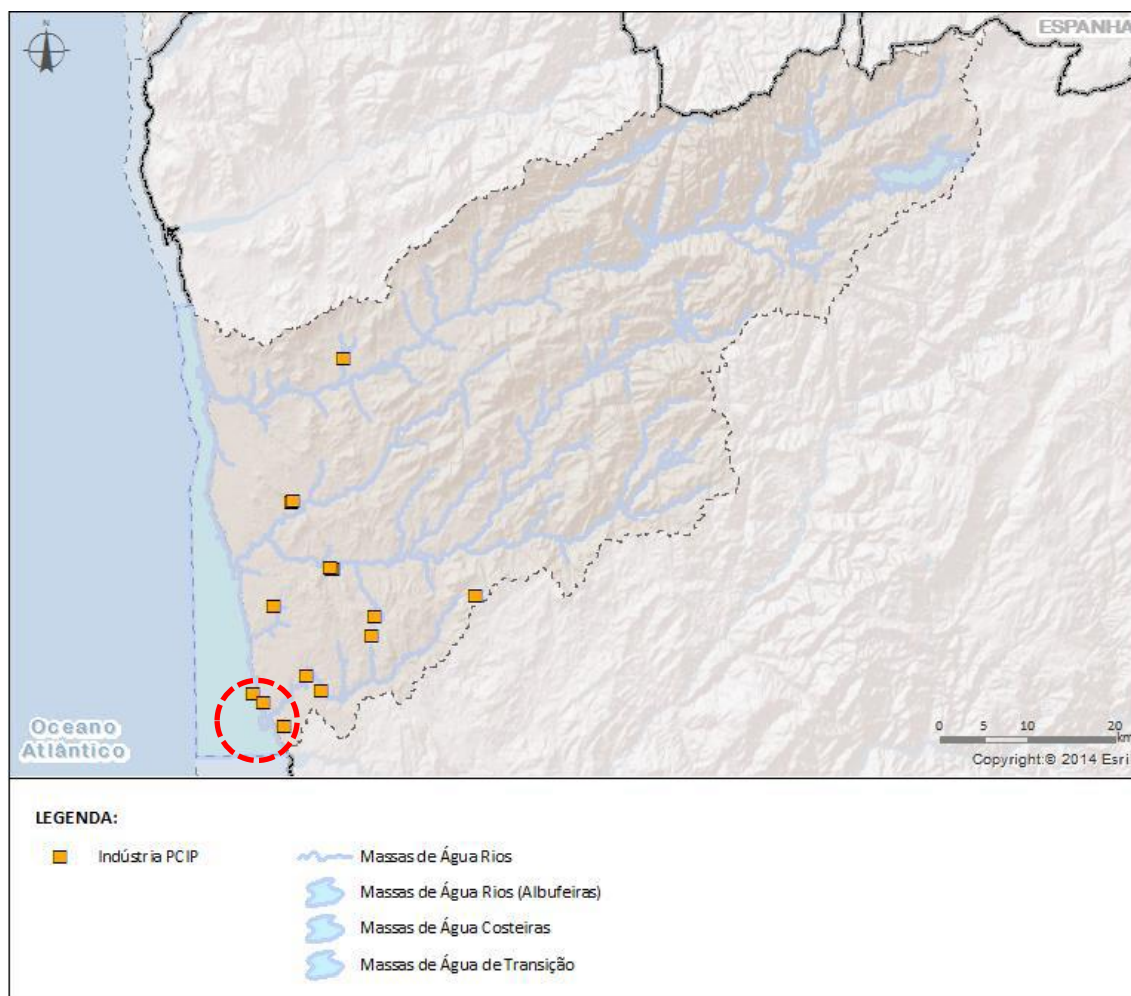 N
ESPANHA
Oceano
Atlântico
0 5 10 20
km
Copyright:© 2014 Esri
LEGENDA:
Indústria PCIP
Massas de Água Rios
Massas de Água Rios (Albufeiras)
Massas de Água Costeiras
Massas de Água de Transição